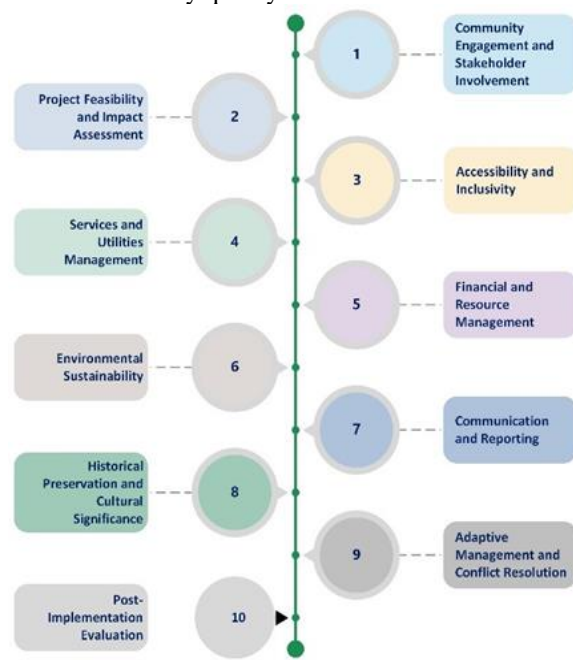 1
Community
Engagement and
Stakeholder
Involvement
Project Feasibility
and Impact
Assessment
2
3
Accessibility and
Inclusivity
Services and
Utilities
Management
4
5
Financial and
Resource
Management
Environmental
Sustainability
6
7
Communication
and Reporting
Historical
Preservation and
Cultural
Significance
8
9
Adaptive
Management and
Conflict Resolution
Post-
Implementation
Evaluation
10